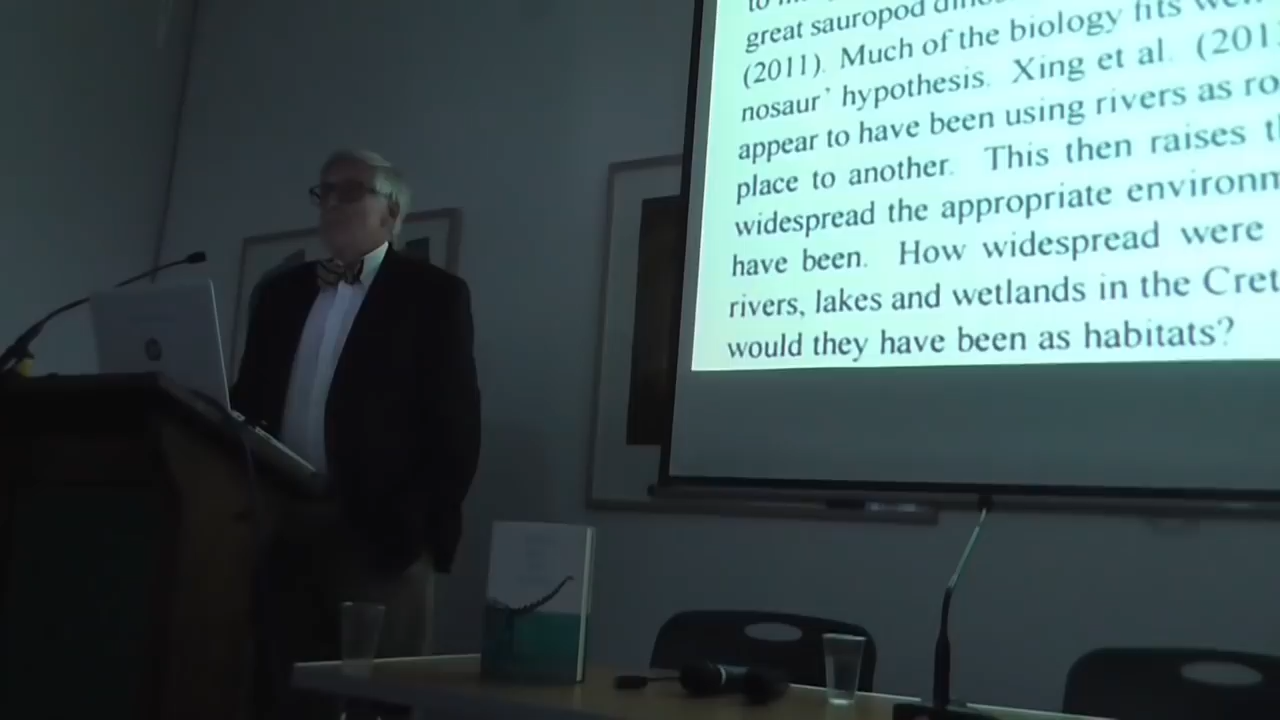 great sauropod
(2011). Much of the biology fits
nosaur' hypothesis. Xing et al. (201
appear to have been using rivers as ro
place to another. This then raises t
widespread the appropriate environm
have been. How widespread were
rivers, lakes and wetlands in the Cret
would they have been as habitats?